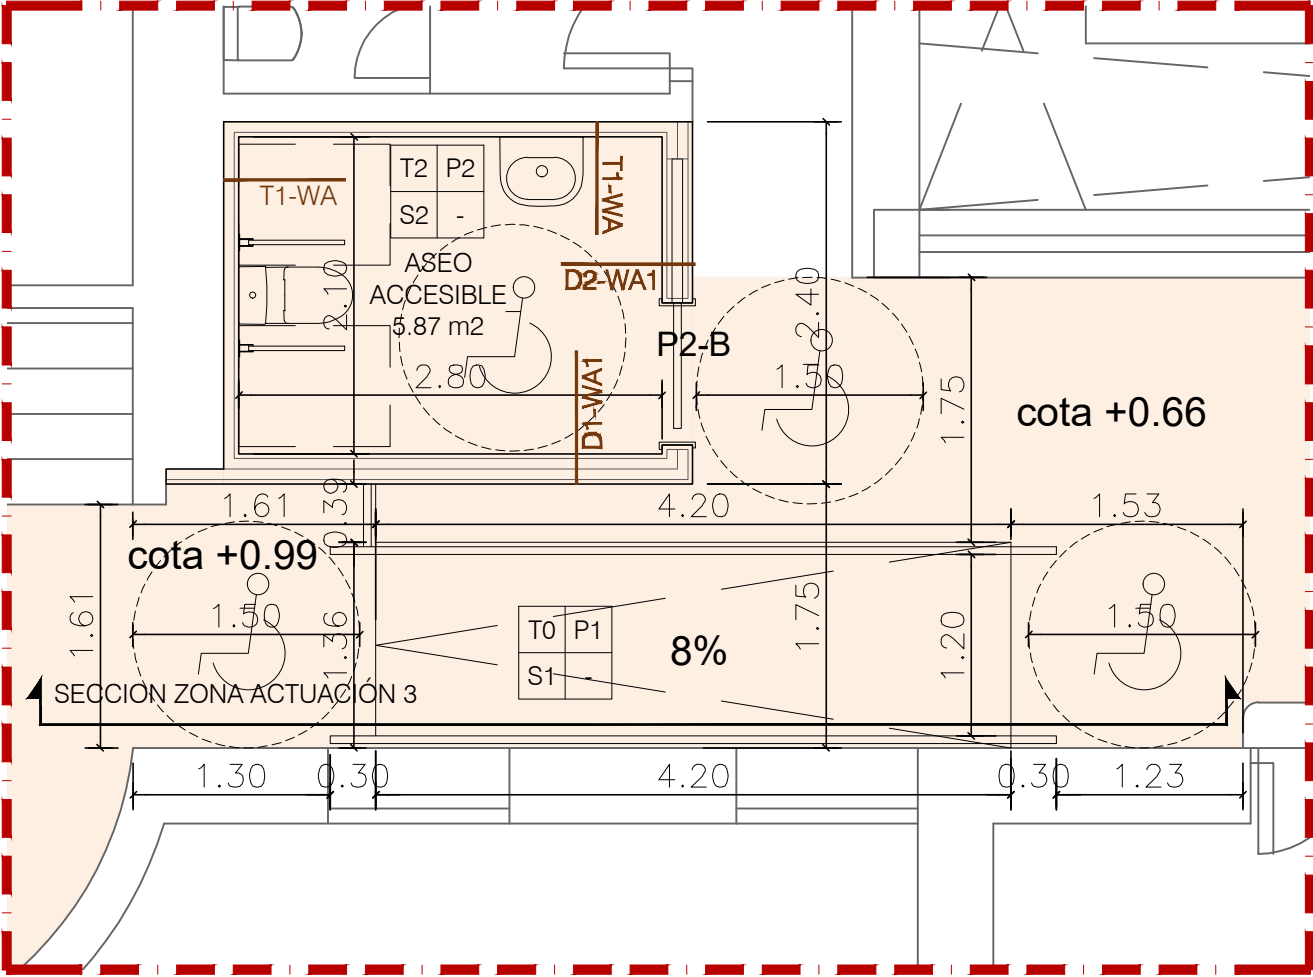 T2 P2
S2 -
T1-WA
T1-WA
ASEO
ACCESIBLE
5.87 m2
D2-WA1
D1-WA1
P2-B
2.10
2.80
2.40
1.50
1.75
cota +0.66
1.61
0.39
4.20
1.53
cota +0.99
1.61
1.50
1.36
T0 P1
S1 -
8%
1.75
1.20
1.50
SECCIÓN ZONA ACTUACIÓN 3
1.30
0.30
4.20
0.30
1.23